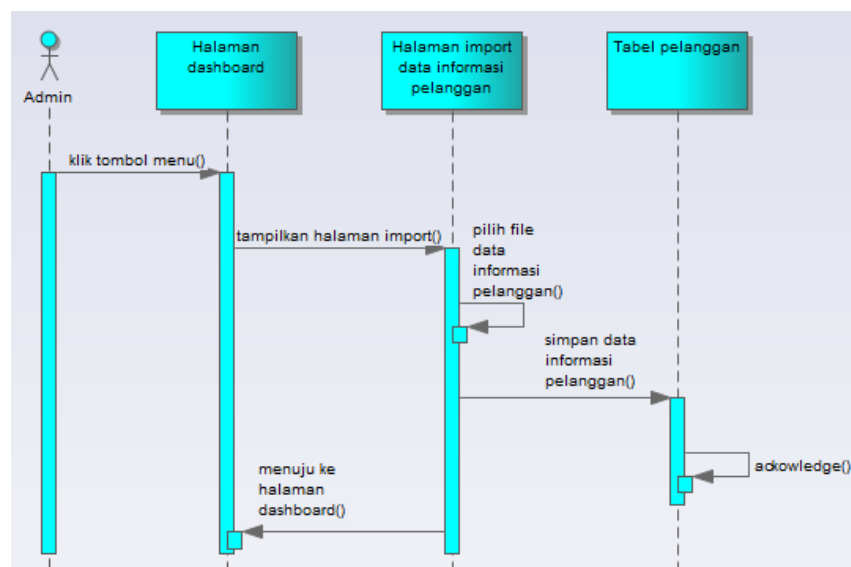 Halaman
dashboard
Halaman import
data informasi
pelanggan
Tabel pelanggan
Admin
klik tombol menu()
tampilkan halaman import()
pilih file
data
informasi
pelanggan()
simpan data
informasi
pelanggan()
ackowledge()
menuju ke
halaman
dashboard()